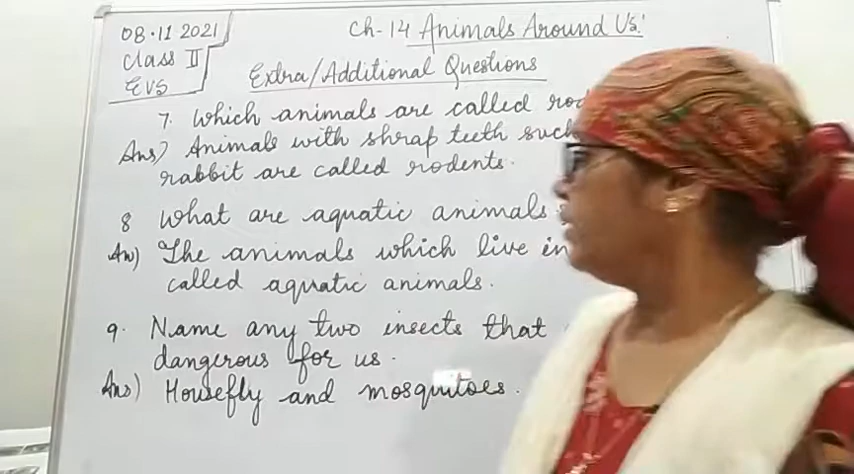 08.11 2021
Class II
EVS
Ch-14 Animals Around Us!
Extra/Additional Questions
7. Which animals are called
Ans) Animals with shrap teeth such
rabbit are called rodents.
8 What are aquatic animals
An) The animals which live in
called aquatic animals.
9. Name any two insects that
dangerous for us.
Ans) Housefly and mosquitoes.